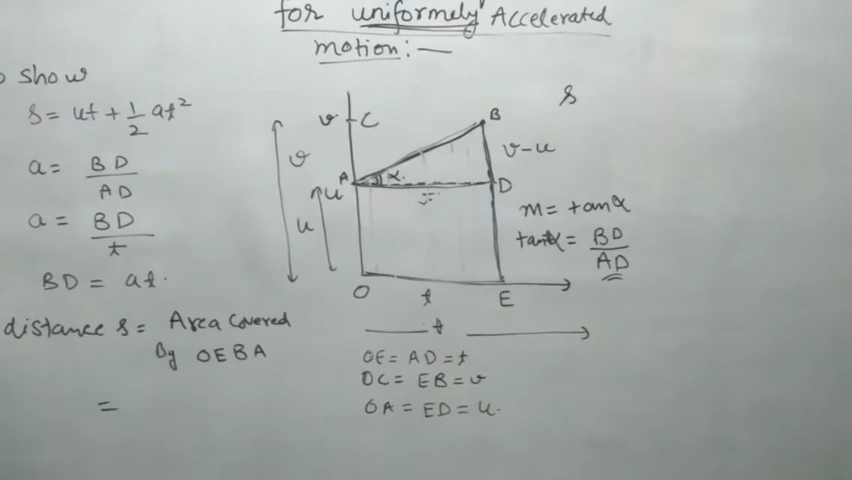 for uniformely Accelerated
motion:—
show
s = ut + 1/2 at²
a = BD/AD
a = BD/t
BD = at.
distance s = Area Covered
By OEBA
=
s
v
C
B
v
v-u
A
α
D
u
u
m = tanα
tanα = BD/AD
O
t
E
t
OE = AD = t
OC = EB = v
OA = ED = u.